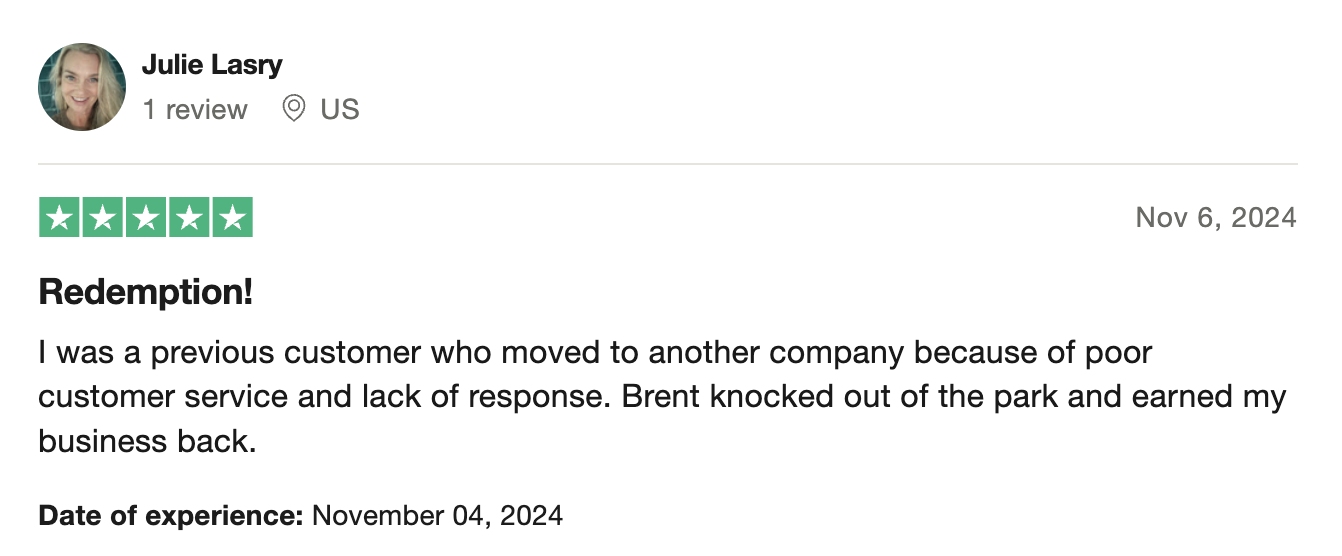 Julie Lasry
1 review US
Nov 6, 2024
Redemption!
I was a previous customer who moved to another company because of poor
customer service and lack of response. Brent knocked out of the park and earned my
business back.
Date of experience: November 04, 2024